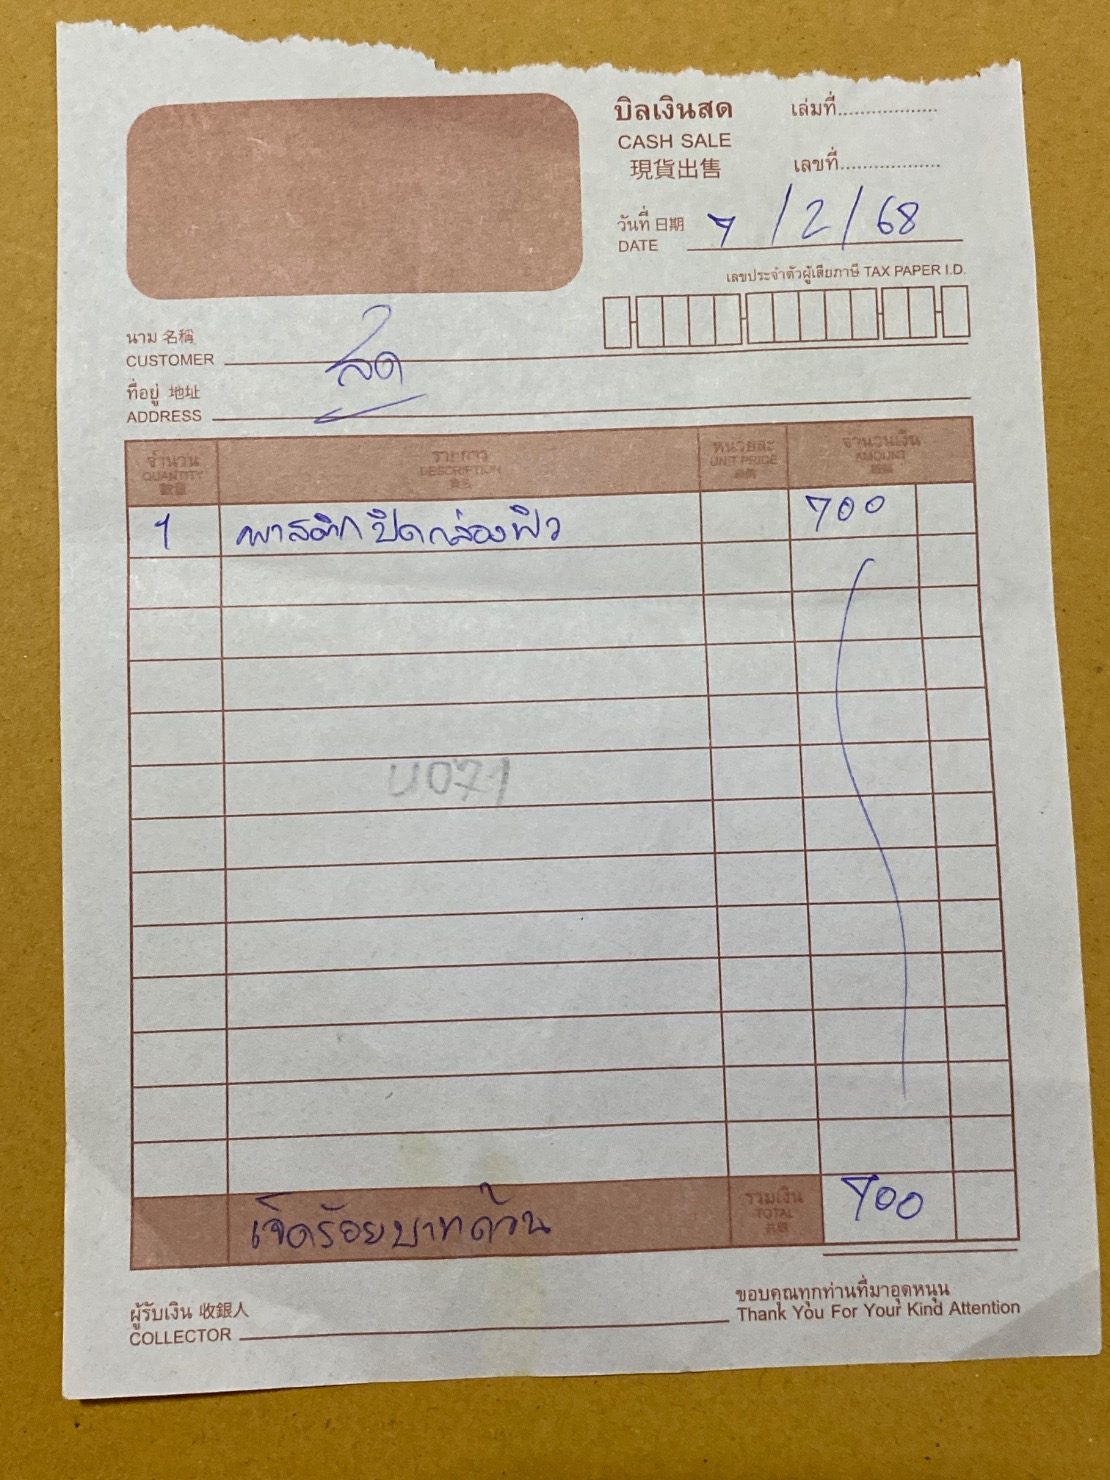 บิลเงินสด เล่มที่..................
CASH SALE
現貨出售 เลขที่..................
วันที่ 日期
DATE 7/2/68
เลขประจำตัวผู้เสียภาษี TAX PAPER I.D.
นาม 名稱
CUSTOMER สด
ที่อยู่ 地址
ADDRESS
จำนวน รายการ หน่วยละ จำนวนเงิน
QUANTITY DESCRIPTION UNIT PRICE AMOUNT
數量 單價
1 พาสติก ปิดกล่องฟิว 700
U071
เจ็ดร้อยบาทถ้วน รวมเงิน 700
TOTAL
ผู้รับเงิน 收銀人
COLLECTOR
ขอบคุณทุกท่านที่มาอุดหนุน
Thank You For Your Kind Attention